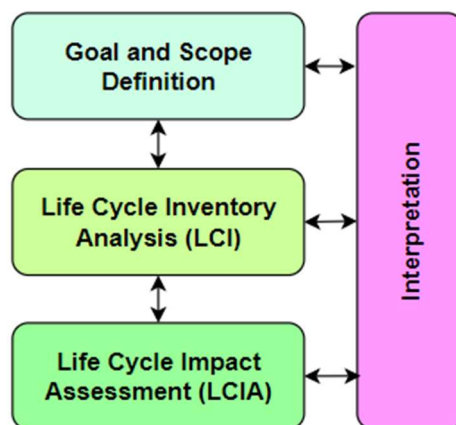 Goal and Scope
Definition
Life Cycle Inventory
Analysis (LCI)
Life Cycle Impact
Assessment (LCIA)
Interpretation